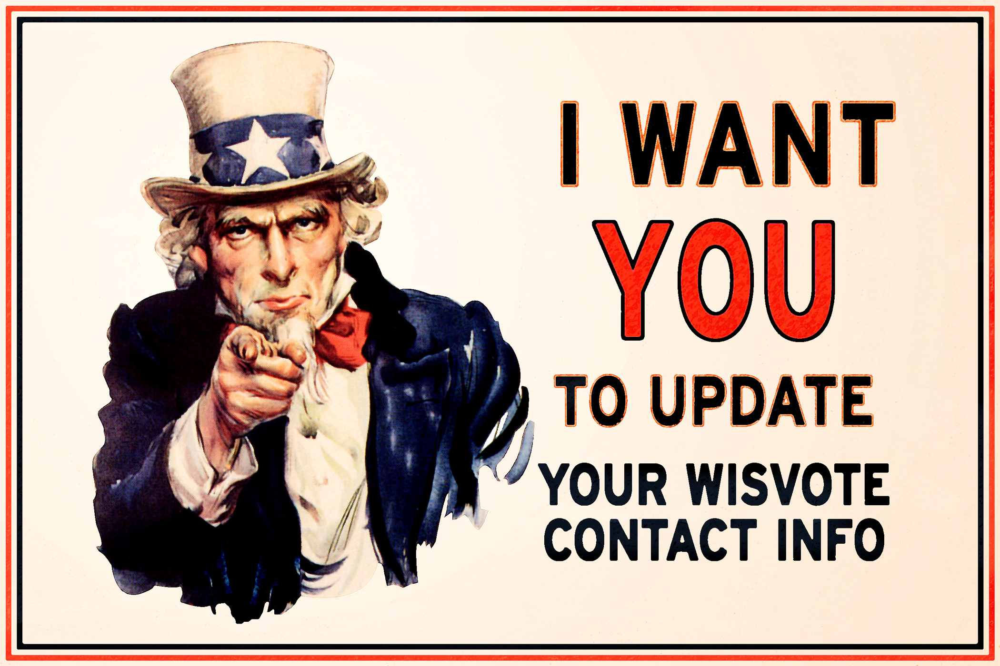 I WANT
YOU
TO UPDATE
YOUR WISVOTE
CONTACT INFO